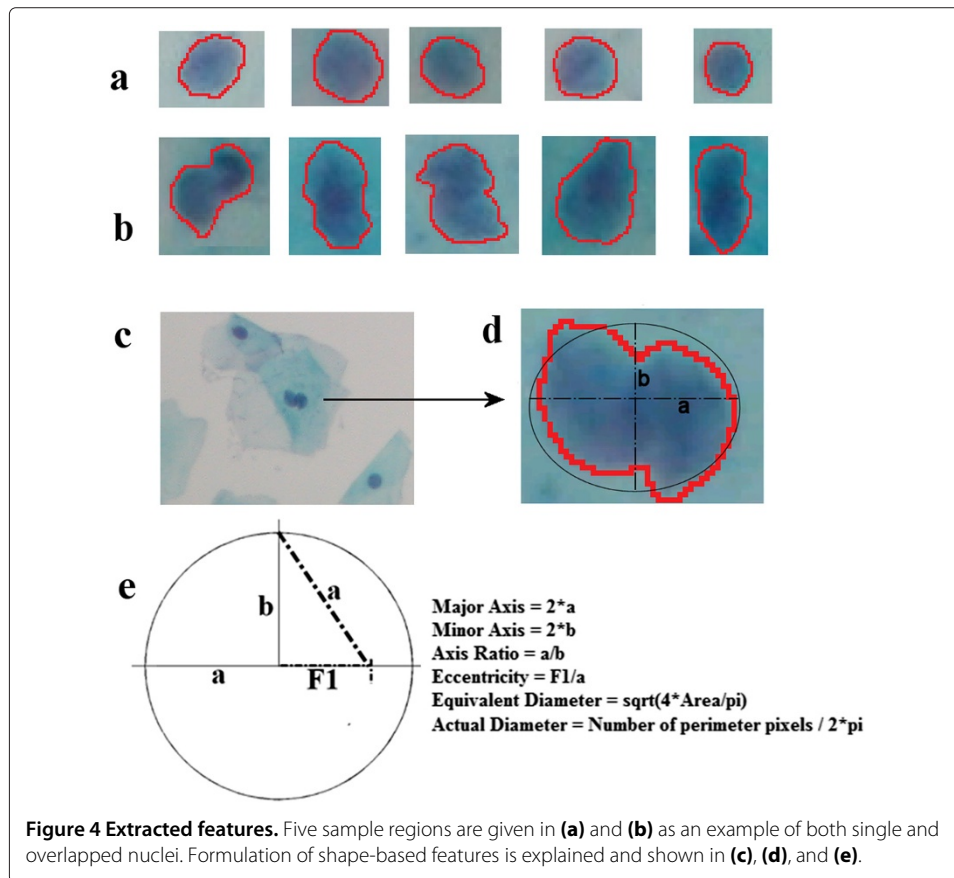 a
b
c
d
b
a
e
b
a
a
F1
Major Axis = 2*a
Minor Axis = 2*b
Axis Ratio = a/b
Eccentricity = F1/a
Equivalent Diameter = sqrt(4*Area/pi)
Actual Diameter = Number of perimeter pixels / 2*pi
Figure 4 Extracted features. Five sample regions are given in (a) and (b) as an example of both single and
overlapped nuclei. Formulation of shape-based features is explained and shown in (c), (d), and (e).